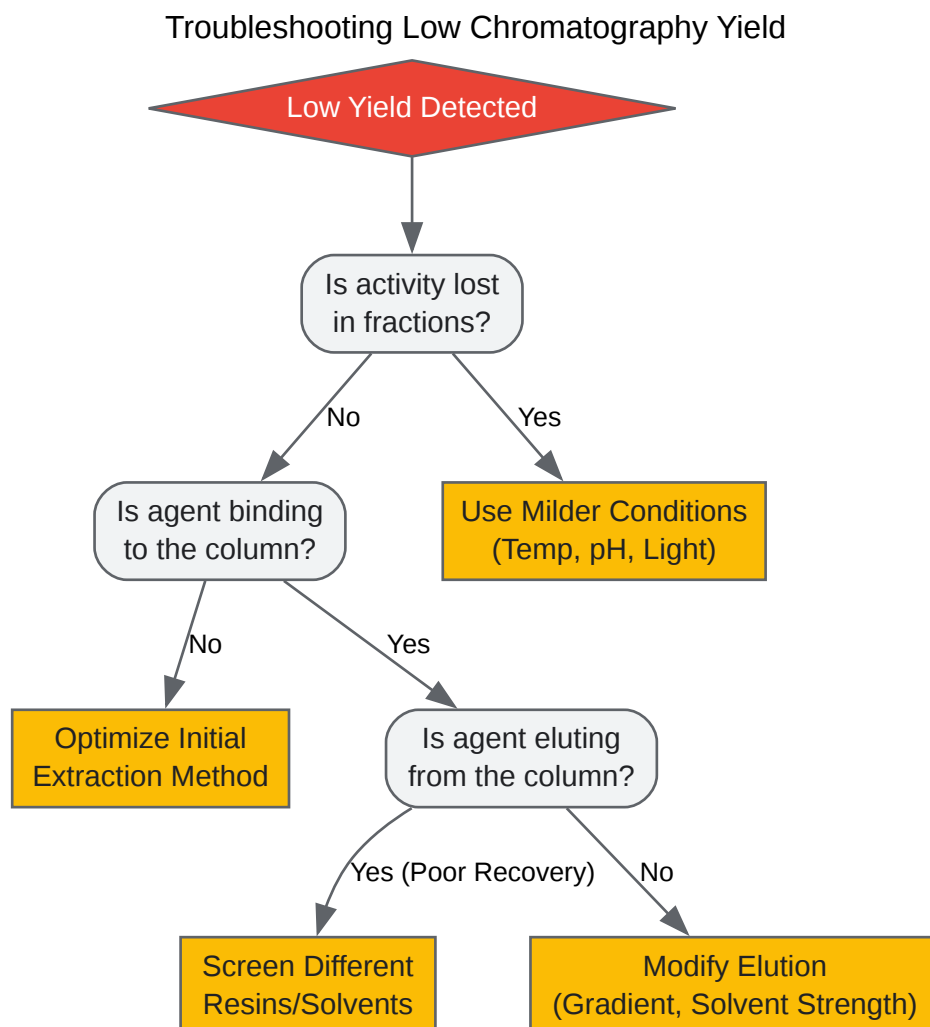 Troubleshooting Low Chromatography Yield
Low Yield Detected
Is activity lost
in fractions?
No
Yes
Is agent binding
to the column?
Use Milder Conditions
(Temp, pH, Light)
No
Yes
Optimize Initial
Extraction Method
Is agent eluting
from the column?
Yes (Poor Recovery)
No
Screen Different
Resins/Solvents
Modify Elution
(Gradient, Solvent Strength)